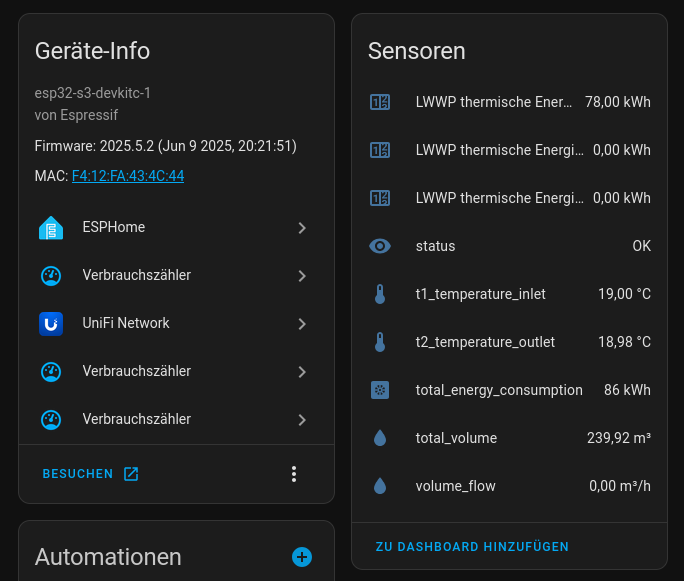 Geräte-Info
esp32-s3-devkitc-1
von Espressif
Firmware: 2025.5.2 (Jun 9 2025, 20:21:51)
MAC: F4:12:FA:43:4C:44
ESPHome
Verbrauchszähler
UniFi Network
Verbrauchszähler
Verbrauchszähler
BESUCHEN
Automationen
Sensoren
LWWP thermische Ener... 78,00 kWh
LWWP thermische Energi... 0,00 kWh
LWWP thermische Energi... 0,00 kWh
status OK
t1_temperature_inlet 19,00 °C
t2_temperature_outlet 18,98 °C
total_energy_consumption 86 kWh
total_volume 239,92 m³
volume_flow 0,00 m³/h
ZU DASHBOARD HINZUFÜGEN